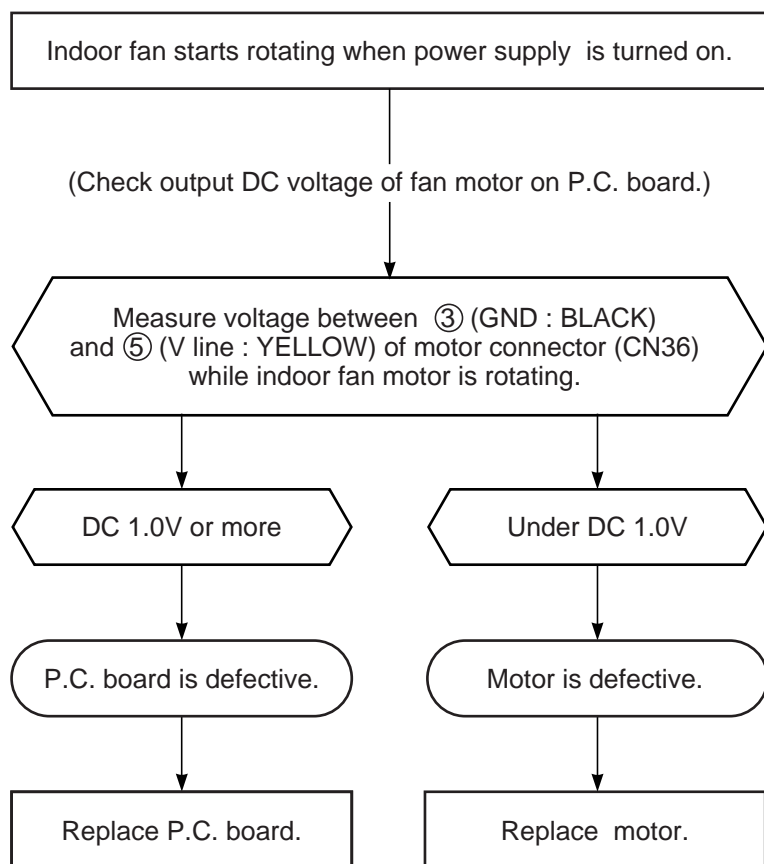 Indoor fan starts rotating when power supply is turned on.
(Check output DC voltage of fan motor on P.C. board.)
Measure voltage between ③ (GND : BLACK)
and ⑤ (V line : YELLOW) of motor connector (CN36)
while indoor fan motor is rotating.
DC 1.0V or more
Under DC 1.0V
P.C. board is defective.
Motor is defective.
Replace P.C. board.
Replace motor.